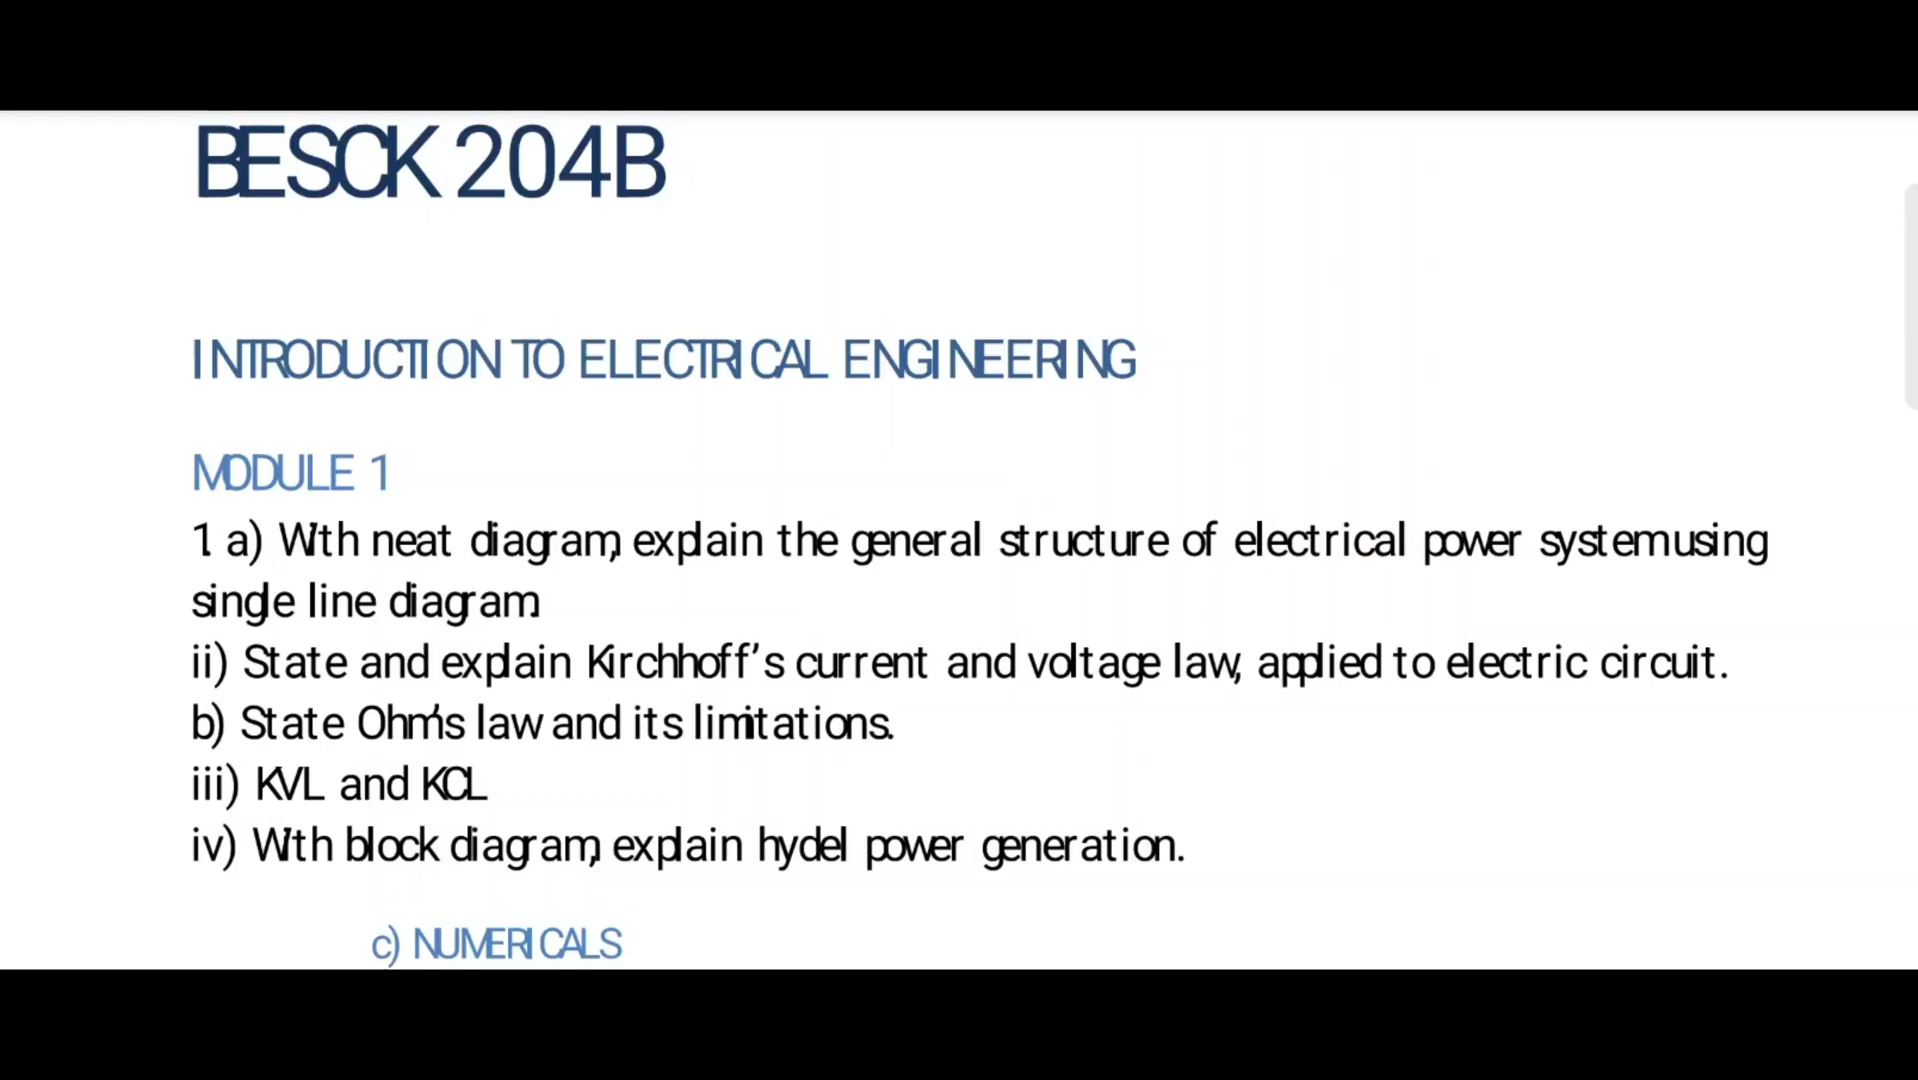 BESCK 204B
INTRODUCTION TO ELECTRICAL ENGINEERING
MODULE 1
1 a) With neat diagram, explain the general structure of electrical power system using
single line diagram.
ii) State and explain Kirchhoff’s current and voltage law, applied to electric circuit.
b) State Ohm’s law and its limitations.
iii) KVL and KCL
iv) With block diagram, explain hydel power generation.
c) NUMERICALS